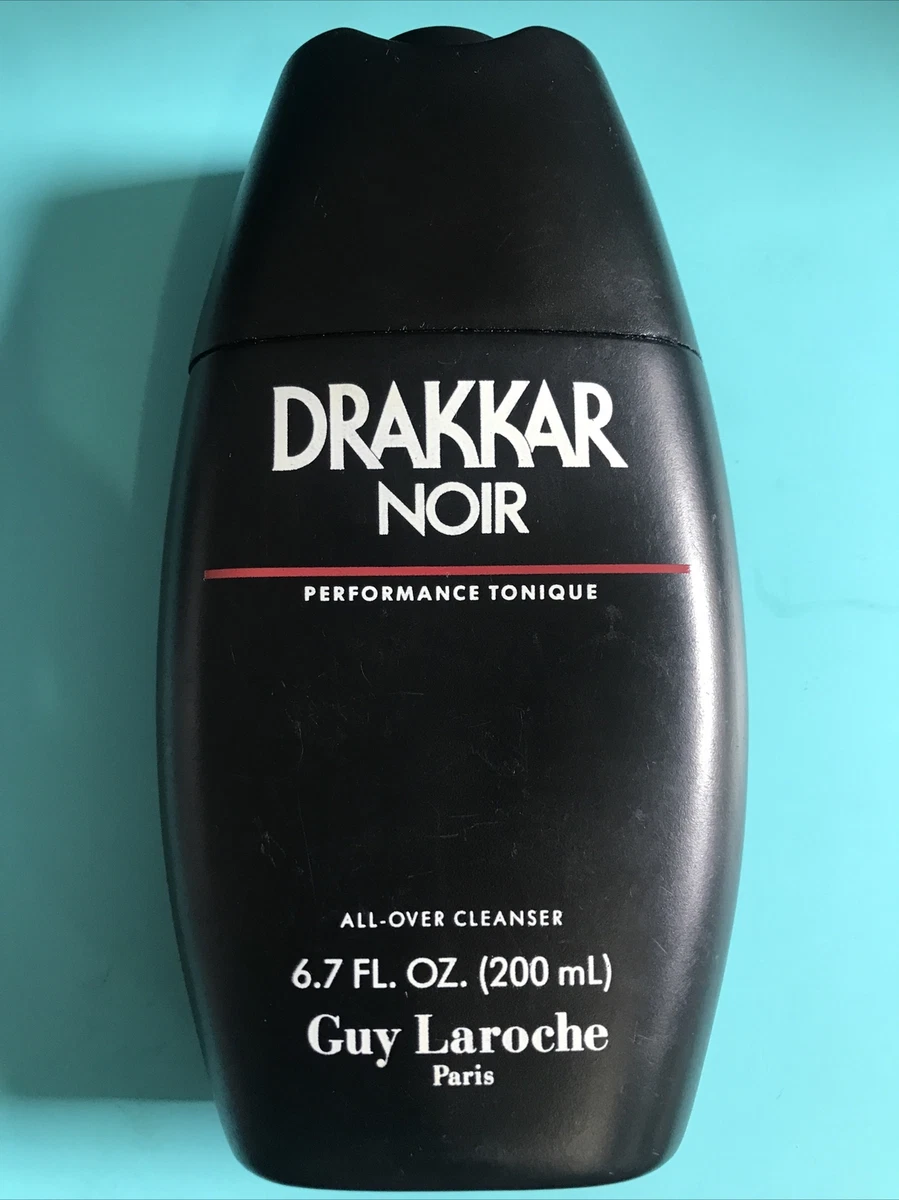 DRAKKAR
NOIR
PERFORMANCE TONIQUE
ALL-OVER CLEANSER
6.7 FL. OZ. (200 mL)
Guy Laroche
Paris